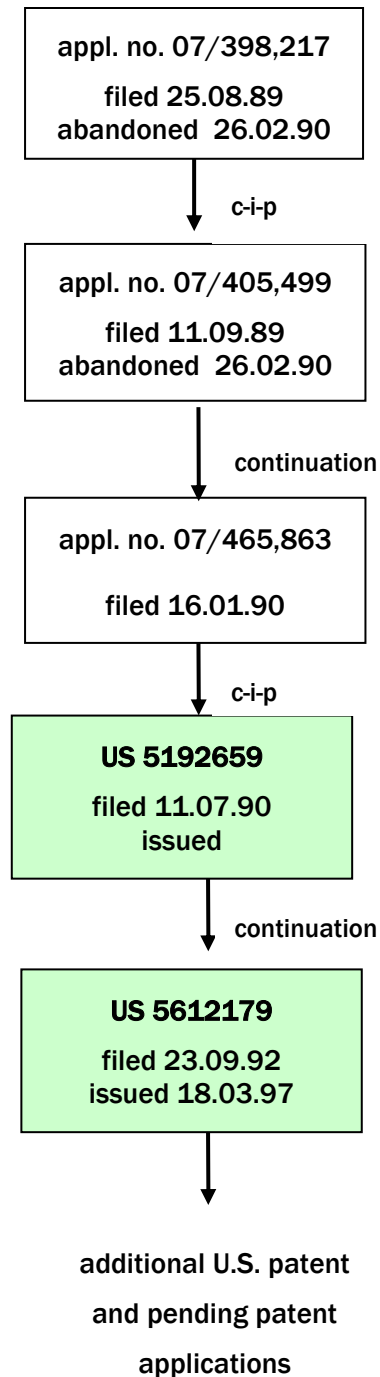 appl. no. 07/398,217
filed 25.08.89
abandoned 26.02.90
c-i-p
appl. no. 07/405,499
filed 11.09.89
abandoned 26.02.90
continuation
appl. no. 07/465,863
filed 16.01.90
c-i-p
US 5192659
filed 11.07.90
issued
continuation
US 5612179
filed 23.09.92
issued 18.03.97
additional U.S. patent
and pending patent
applications